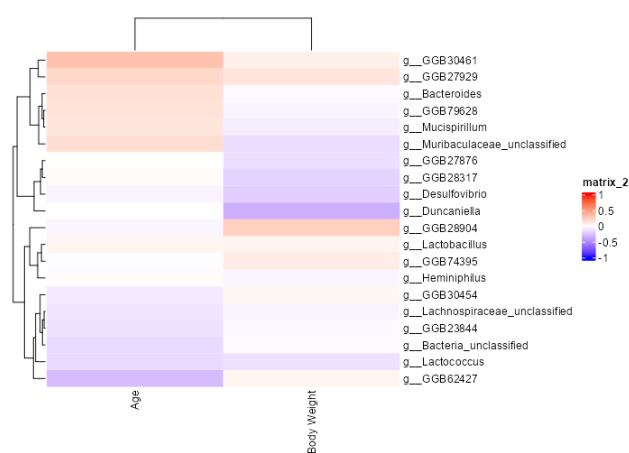 g__GGB30461
g__GGB27929
g__Bacteroides
g__GGB79628
g__Mucispirillum
g__Muribaculaceae_unclassified
g__GGB27876
g__GGB28317
g__Desulfovibrio
g__Duncaniella
g__GGB28904
g__Lactobacillus
g__GGB74395
g__Heminiphilus
g__GGB30454
g__Lachnospiraceae_unclassified
g__GGB23844
g__Bacteria_unclassified
g__Lactococcus
g__GGB62427
matrix_2
1
0.5
0
-0.5
-1
Age
Body Weight